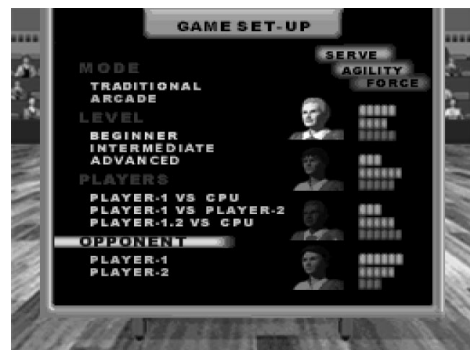 GAME SET-UP
SERVE
AGILITY
FORCE
MODE
TRADITIONAL
ARCADE
LEVEL
BEGINNER
INTERMEDIATE
ADVANCED
PLAYERS
PLAYER-1 VS CPU
PLAYER-1 VS PLAYER-2
PLAYER-1.2 VS CPU
OPPONENT
PLAYER-1
PLAYER-2